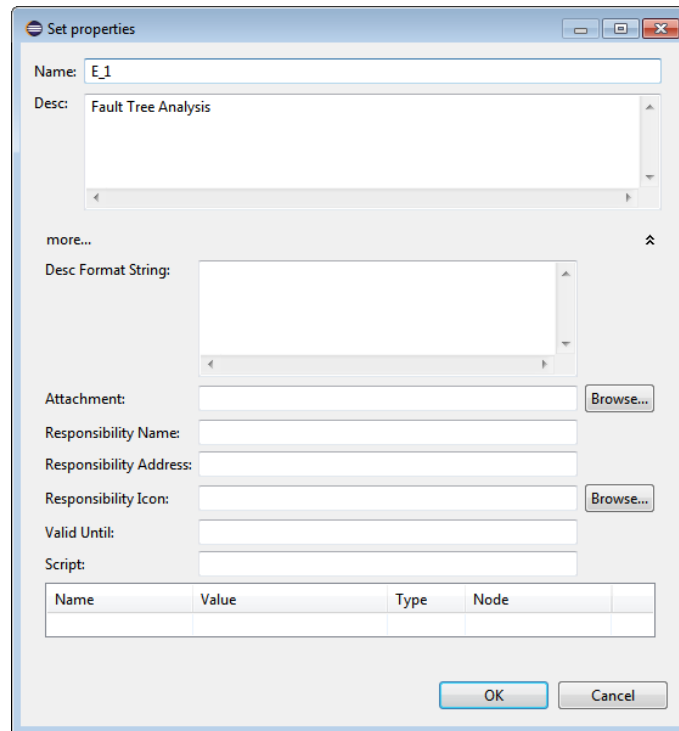 Set properties
Name: E_1
Desc: Fault Tree Analysis
more...
Desc Format String:
Attachment: Browse...
Responsibility Name:
Responsibility Address:
Responsibility Icon: Browse...
Valid Until:
Script:
Name Value Type Node
OK Cancel